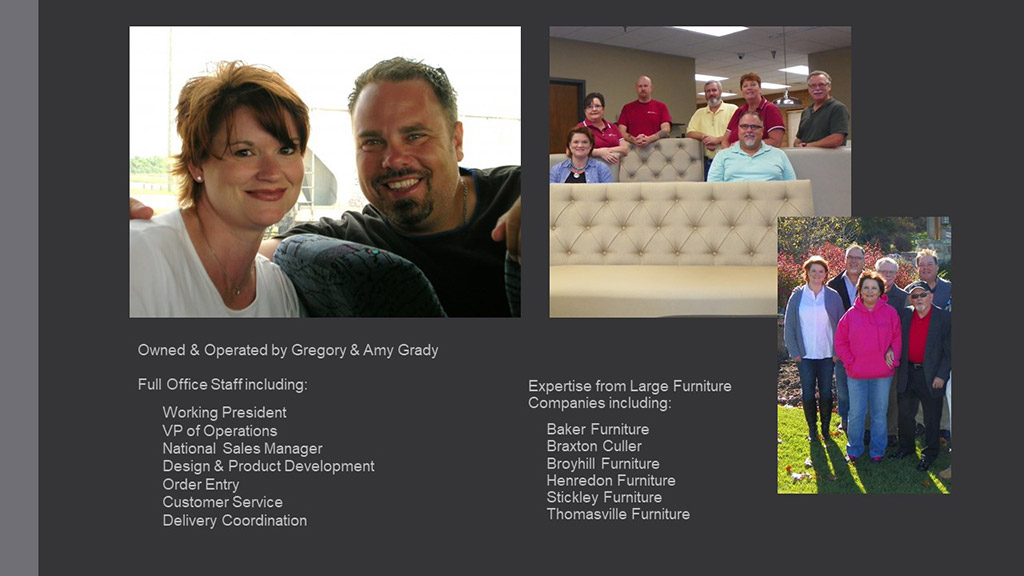 Owned & Operated by Gregory & Amy Grady
Full Office Staff including:
Working President
VP of Operations
National Sales Manager
Design & Product Development
Order Entry
Customer Service
Delivery Coordination
Expertise from Large Furniture
Companies including:
Baker Furniture
Braxton Culler
Broyhill Furniture
Henredon Furniture
Stickley Furniture
Thomasville Furniture